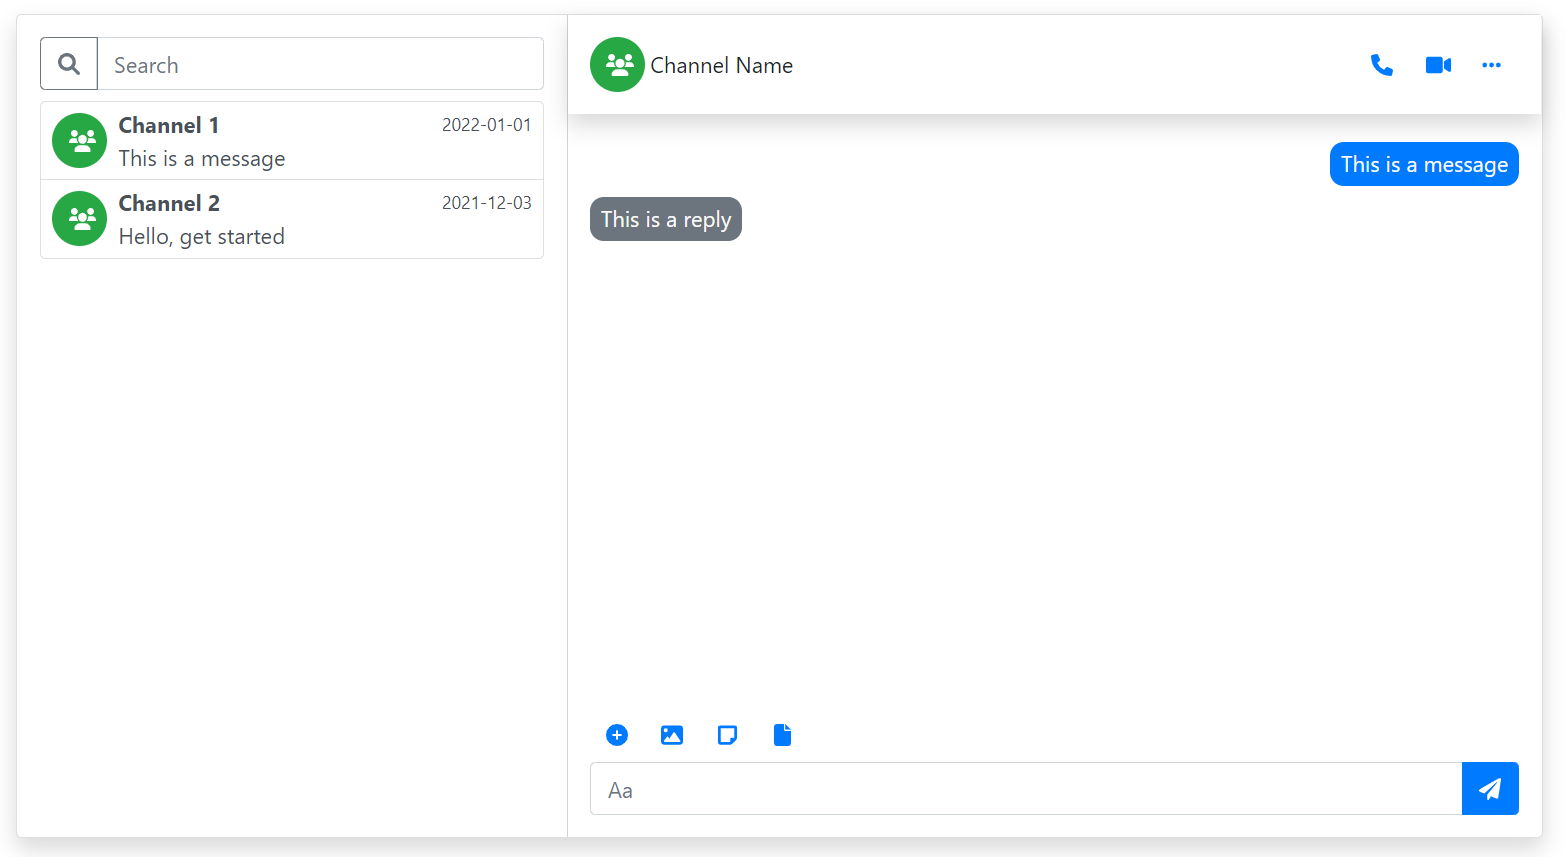 Search
Channel 1
2022-01-01
This is a message
Channel 2
2021-12-03
Hello, get started
Channel Name
This is a message
This is a reply
Aa